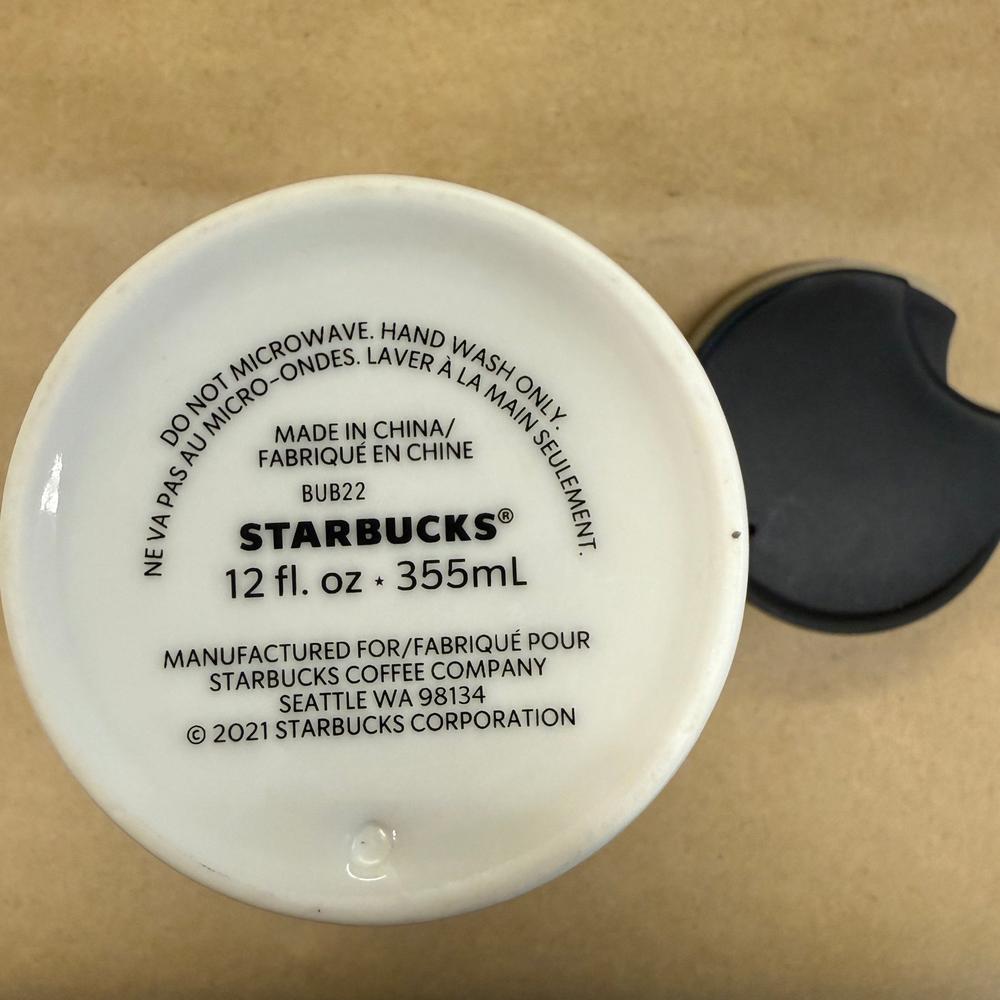 DO NOT MICROWAVE. HAND WASH ONLY.
NE VA PAS AU MICRO-ONDES. LAVER À LA MAIN SEULEMENT.
MADE IN CHINA/
FABRIQUÉ EN CHINE
BUB22
STARBUCKS®
12 fl. oz ⋆ 355mL
MANUFACTURED FOR/FABRIQUÉ POUR
STARBUCKS COFFEE COMPANY
SEATTLE WA 98134
© 2021 STARBUCKS CORPORATION